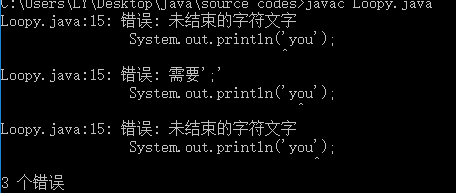 C:\Users\LY\Desktop\java\source codes>javac Loopy.java
Loopy.java:15: 错误: 未结束的字符文字
System.out.println('you');
^
Loopy.java:15: 错误: 需要';'
System.out.println('you');
^
Loopy.java:15: 错误: 未结束的字符文字
System.out.println('you');
^
3 个错误